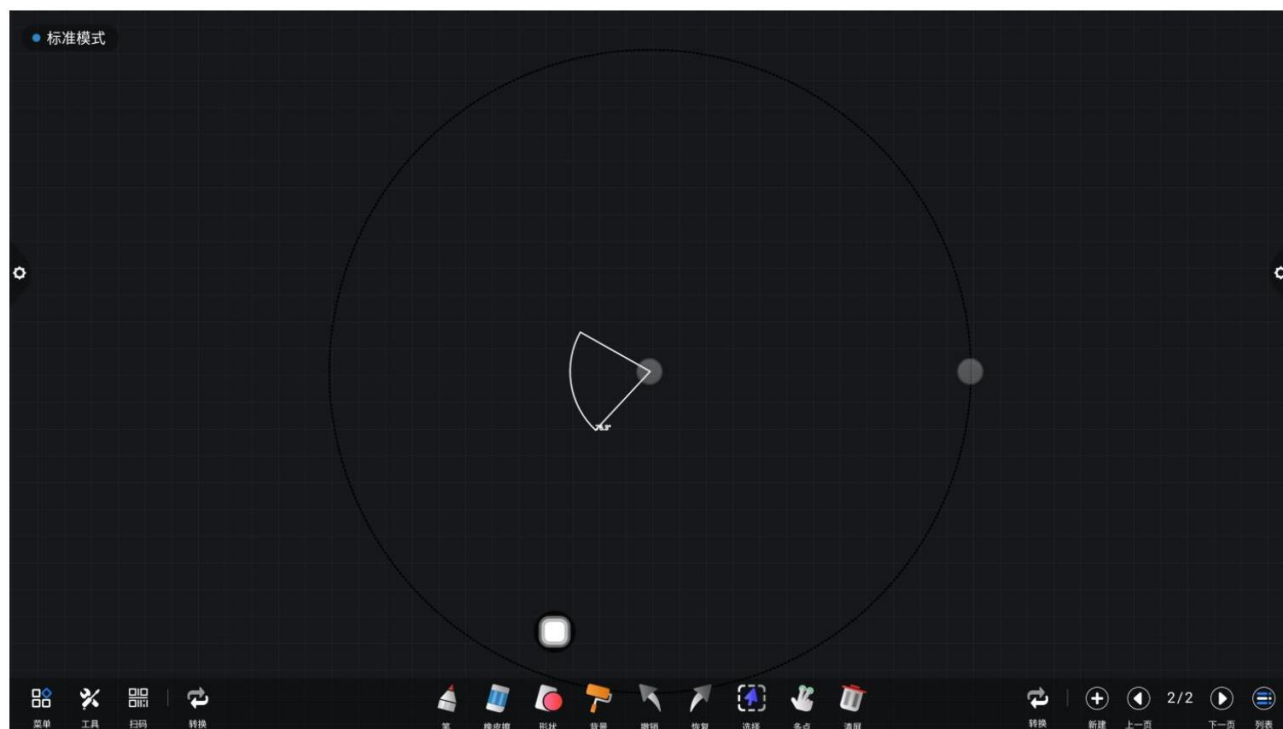 标准模式
菜单
工具
扫码
转换
笔
橡皮擦
形状
背景
撤销
恢复
选择
多点
清屏
转换
新建
上一页
2/2
下一页
列表